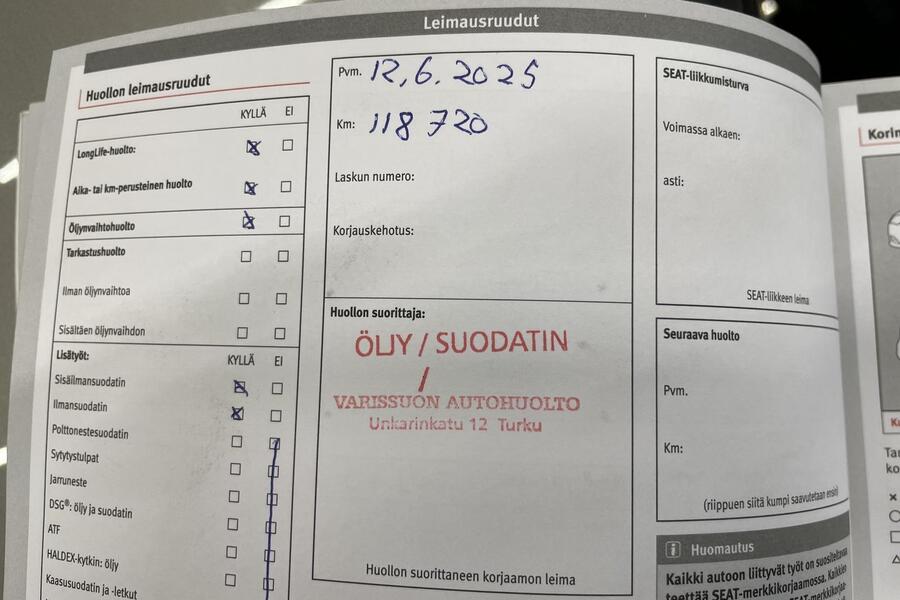 Leimausruudut
Huollon leimausruudut
KYLLÄ EI
LongLife-huolto:
Aika- tai km-perusteinen huolto
Öljynvaihtohuolto
Tarkastushuolto
Ilman öljynvaihtoa
Sisältäen öljynvaihdon
Lisätyöt: KYLLÄ EI
Sisäilmansuodatin
Ilmansuodatin
Polttonestesuodatin
Sytytystulpat
Jarruneste
DSG®: öljy ja suodatin
ATF
HALDEX-kytkin: öljy
Kaasusuodatin ja -letkut
Pvm. 12,6.2025
Km: 118 720
Laskun numero:
Korjauskehotus:
Huollon suorittaja:
ÖLJY / SUODATIN
/
VARISSUON AUTOHUOLTO
Unkarinkatu 12 Turku
Huollon suorittaneen korjaamon leima
SEAT-liikkumisturva
Voimassa alkaen:
asti:
SEAT-liikkeen leima
Seuraava huolto
Pvm.
Km:
(riippuen siitä kumpi saavutetaan ensin)
i Huomautus
Kaikki autoon liittyvät työt on suositeltavaa
teettää SEAT-merkkikorjaamossa. Kaikkien
SEAT-merkkikorja-
Korin